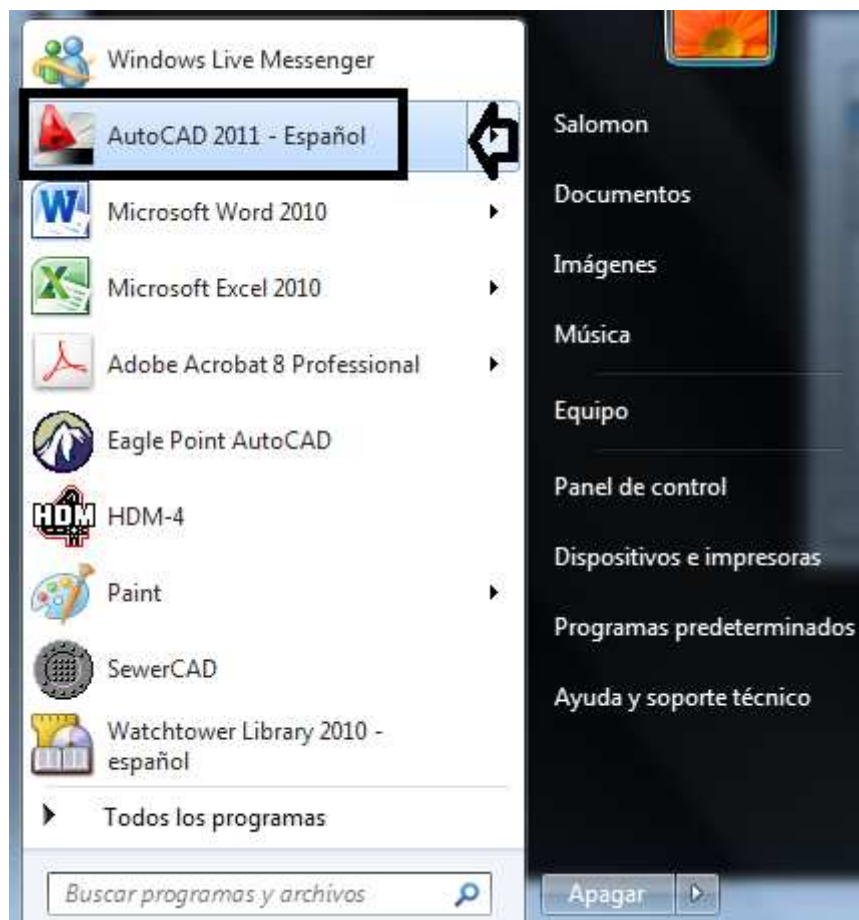 Windows Live Messenger
AutoCAD 2011 - Español
Microsoft Word 2010
Microsoft Excel 2010
Adobe Acrobat 8 Professional
Eagle Point AutoCAD
HDM
HDM-4
Paint
SewerCAD
Watchtower Library 2010 -
español
Todos los programas
Buscar programas y archivos
Salomon
Documentos
Imágenes
Música
Equipo
Panel de control
Dispositivos e impresoras
Programas predeterminados
Ayuda y soporte técnico
Apagar